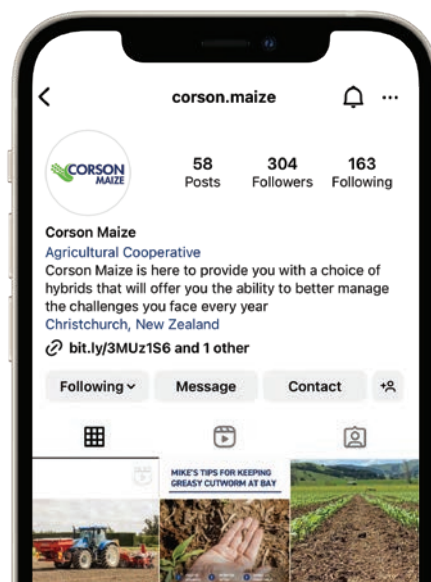 corson.maize
CORSON
MAIZE
58
304
163
Posts
Followers
Following
Corson Maize
Agricultural Cooperative
Corson Maize is here to provide you with a choice of
hybrids that will offer you the ability to better manage
the challenges you face every year
Christchurch, New Zealand
bit.ly/3MUz1S6 and 1 other
Following
Message
Contact
MIKE'S TIPS FOR KEEPING
GREASY CUTWORM AT BAY